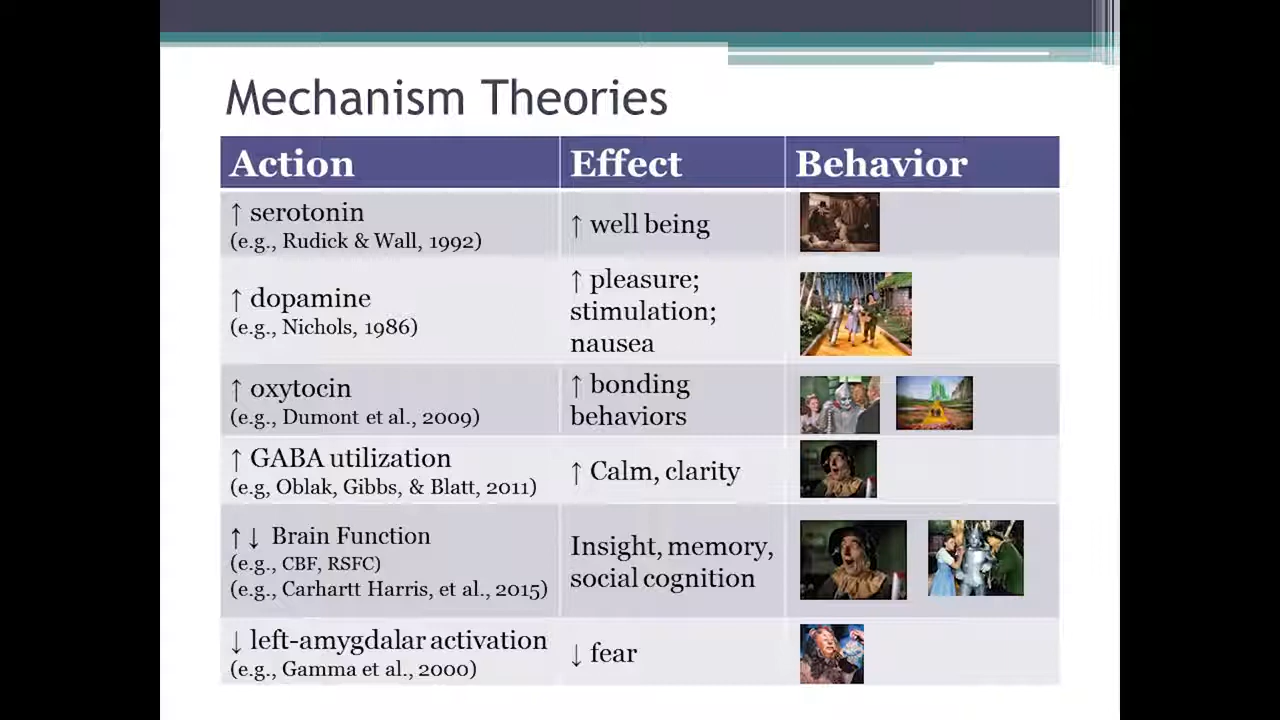 Mechanism Theories
Action Effect Behavior
↑ serotonin
(e.g., Rudick & Wall, 1992)
↑ well being
↑ dopamine
(e.g., Nichols, 1986)
↑ pleasure;
stimulation;
nausea
↑ oxytocin
(e.g., Dumont et al., 2009)
↑ bonding
behaviors
↑ GABA utilization
(e.g, Oblak, Gibbs, & Blatt, 2011)
↑ Calm, clarity
↑↓ Brain Function
(e.g., CBF, RSFC)
(e.g., Carhartt Harris, et al., 2015)
Insight, memory,
social cognition
↓ left-amygdalar activation
(e.g., Gamma et al., 2000)
↓ fear